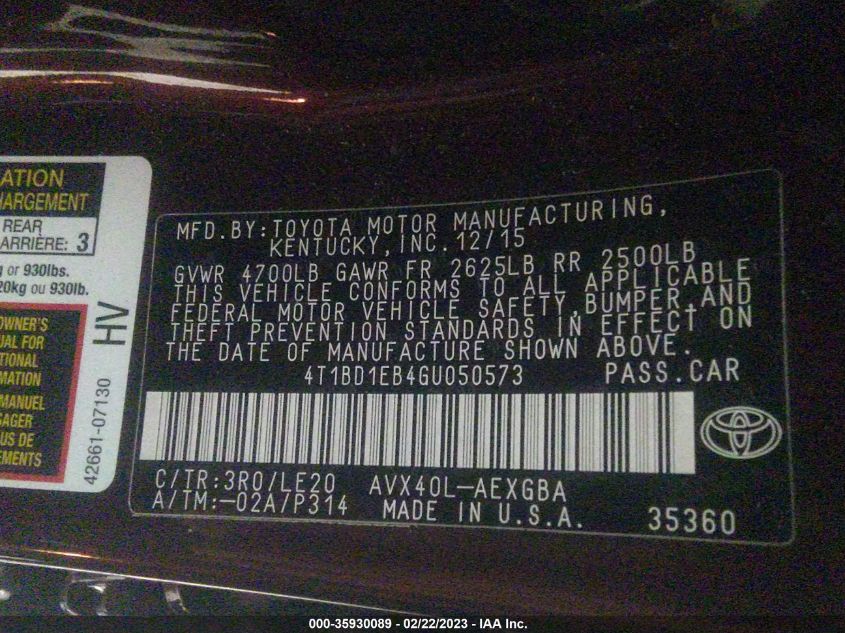 ATION
HARGEMENT
REAR
ARRIÈRE: 3
g or 930lbs.
20kg ou 930lb.
OWNER'S
UAL FOR
TIONAL
MATION
MANUEL
SAGER
US DE
EMENTS
42661-07130 HV
MFD.BY:TOYOTA MOTOR MANUFACTURING,
KENTUCKY,INC.12/15
GVWR 4700LB GAWR FR 2625LB RR 2500LB
THIS VEHICLE CONFORMS TO ALL APPLICABLE
FEDERAL MOTOR VEHICLE SAFETY,BUMPER,AND
THEFT PREVENTION STANDARDS IN EFFECT ON
THE DATE OF MANUFACTURE SHOWN ABOVE.
4T1BD1EB4GU050573 PASS.CAR
C/TR:3R0/LE20 AVX40L-AEXGBA
A/TM:-02A/P314 MADE IN U.S.A. 35360
000-35930089 - 02/22/2023 - IAA Inc.